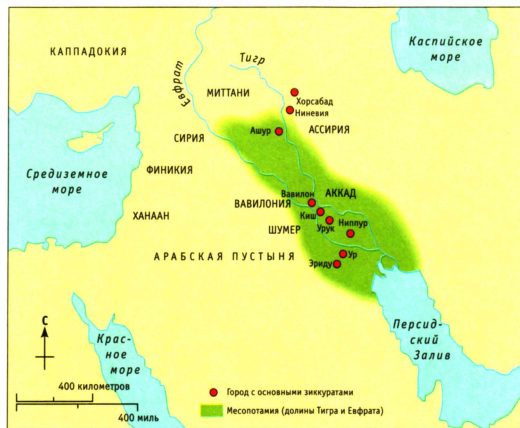 КАППАДОКИЯ
Каспийское
море
Тигр
Евфрат
МИТТАНИ
Хорсабад
Ниневия
Ашур
АССИРИЯ
СИРИЯ
Средиземное
море
ФИНИКИЯ
ХАНААН
Вавилон
АККАД
ВАВИЛОНИЯ
Киш
Ниппур
Урук
ШУМЕР
АРАБСКАЯ ПУСТЫНЯ
Ур
Эриду
Персид-
ский
Залив
С
Крас-
ное
море
400 километров
400 миль
Город с основными зиккуратами
Месопотамия (долины Тигра и Евфрата)